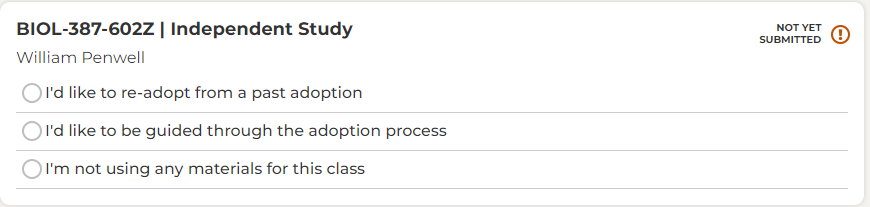 BIOL-387-602Z | Independent Study
NOT YET
SUBMITTED
William Penwell
I'd like to re-adopt from a past adoption
I'd like to be guided through the adoption process
I'm not using any materials for this class